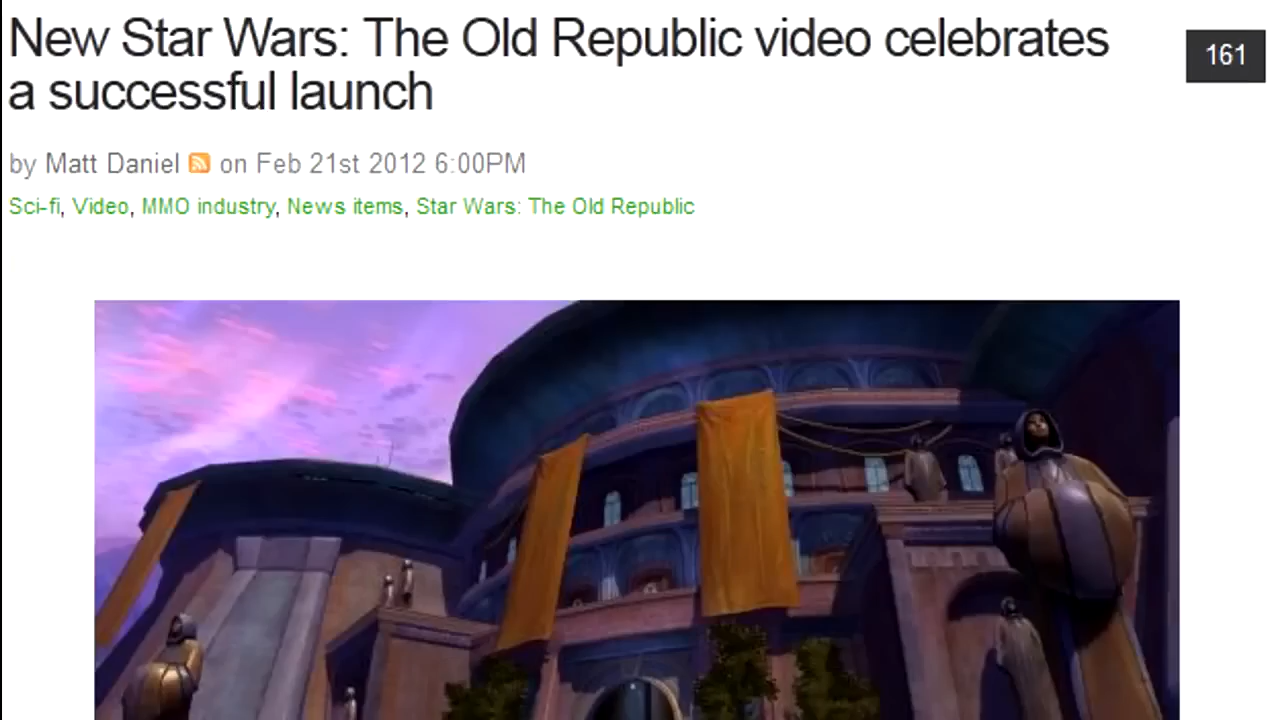 New Star Wars: The Old Republic video celebrates
a successful launch
161
by Matt Daniel on Feb 21st 2012 6:00PM
Sci-fi, Video, MMO industry, News items, Star Wars: The Old Republic